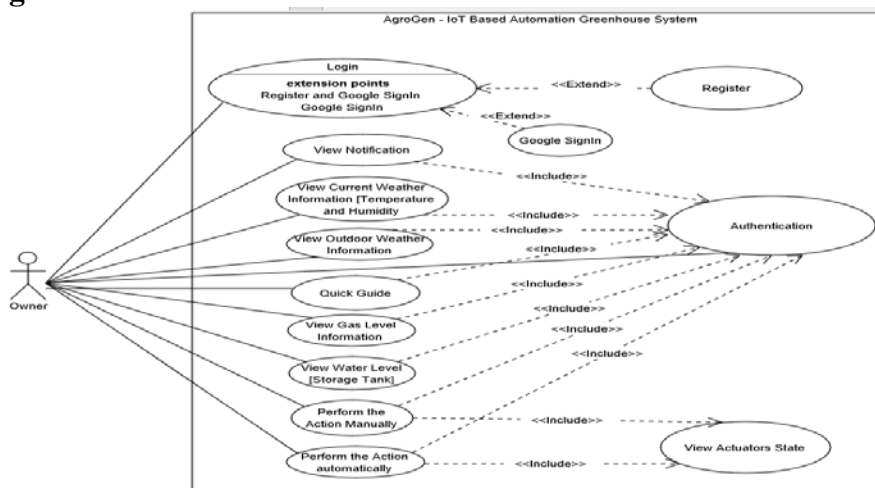 g
AgroGen - IoT Based Automation Greenhouse System
Login
extension points
Register and Google SignIn
Google SignIn
<<Extend>>
Register
<<Extend>>
Google SignIn
View Notification
<<Include>>
View Current Weather
Information [Temperature
and Humidity
<<Include>>
Authentication
View Outdoor Weather
Information
<<Include>>
<<Include>>
Owner
Quick Guide
<<Include>>
View Gas Level
Information
<<Include>>
<<Include>>
<<Include>>
View Water Level
[Storage Tank]
Perform the
Action Manually
<<Include>>
View Actuators State
Perform the Action
automatically
<<Include>>